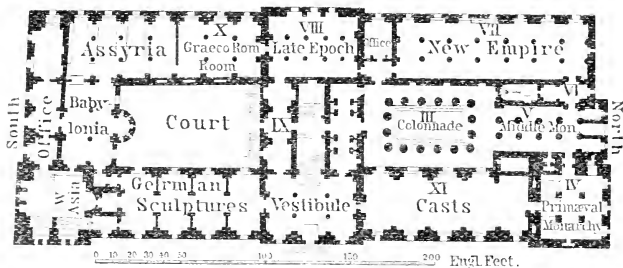 Assyria
X
Graeco Rom
Room
VIII
Late Epoch
Office
VII
New Empire
South
Office
Baby
lonia
Court
IX
III
Colonnade
VI
V
Middle Mon.
North
W
Asia
German
Sculptures
Vestibule
XI
Casts
IV
Primæval
Monarchy
0 10 20 30 40 50 100 150 200 Engl. Feet.